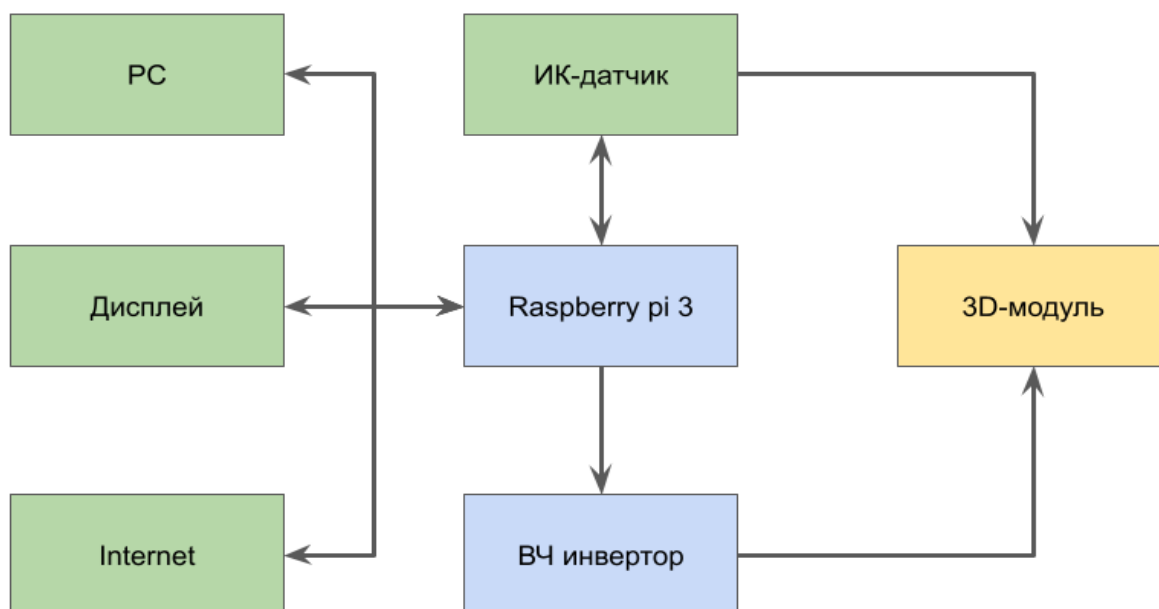 PC
ИК-датчик
Дисплей
Raspberry pi 3
3D-модуль
Internet
ВЧ инвертор